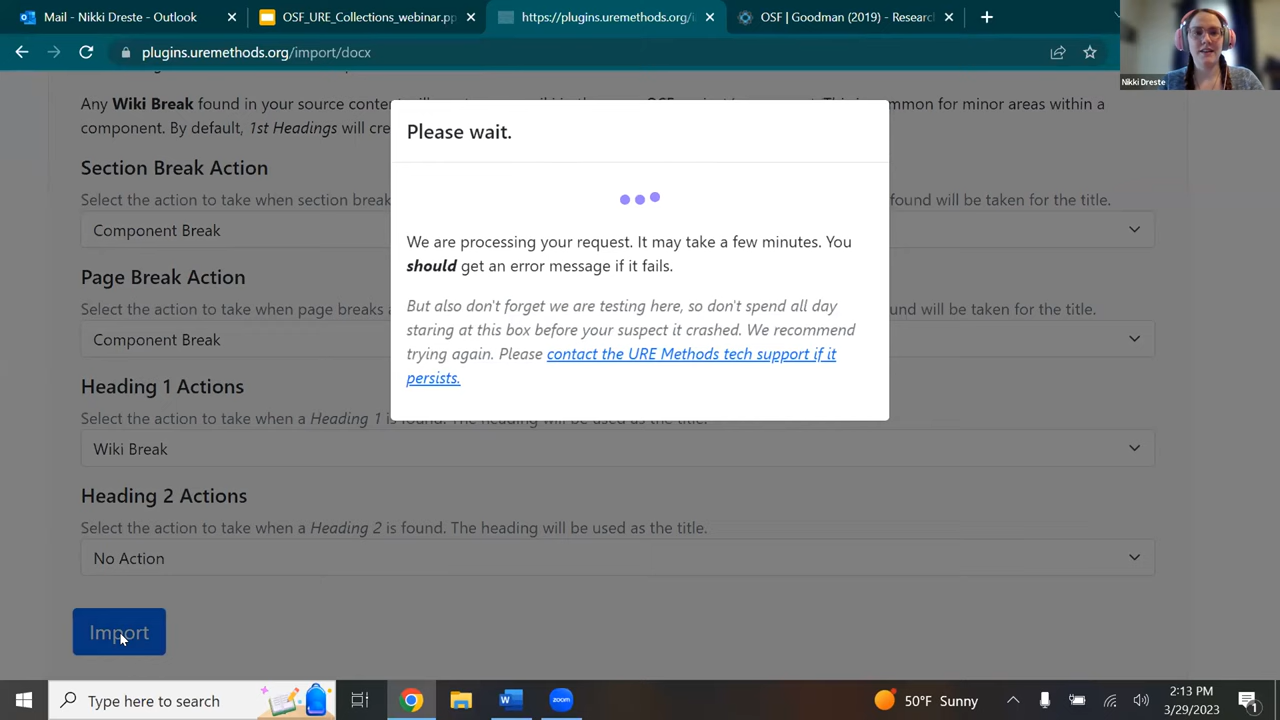 Mail - Nikki Dreste - Outlook
OSF_URE_Collections_webinar.pp
https://plugins.uremethods.org/i
OSF | Goodman (2019) - Researc
plugins.uremethods.org/import/docx
Nikki Dreste
Any Wiki Break found in your source conten
mmon for minor areas within a
component. By default, 1st Headings will cre
Section Break Action
Select the action to take when section break
found will be taken for the title.
Component Break
Page Break Action
Select the action to take when page breaks a
und will be taken for the title.
Component Break
Heading 1 Actions
Select the action to take when a Heading 1 is found. The heading will be used as the title.
Wiki Break
Heading 2 Actions
Select the action to take when a Heading 2 is found. The heading will be used as the title.
No Action
Import
Please wait.
We are processing your request. It may take a few minutes. You
should get an error message if it fails.
But also don't forget we are testing here, so don't spend all day
staring at this box before your suspect it crashed. We recommend
trying again. Please contact the URE Methods tech support if it
persists.
Type here to search
zoom
50°F Sunny
2:13 PM
3/29/2023
1